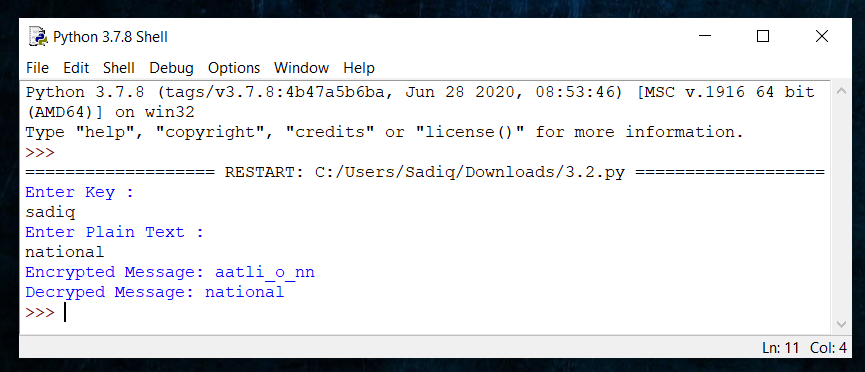 Python 3.7.8 Shell
File Edit Shell Debug Options Window Help
Python 3.7.8 (tags/v3.7.8:4b47a5b6ba, Jun 28 2020, 08:53:46) [MSC v.1916 64 bit
(AMD64)] on win32
Type "help", "copyright", "credits" or "license()" for more information.
>>>
=================== RESTART: C:/Users/Sadiq/Downloads/3.2.py ===================
Enter Key :
sadiq
Enter Plain Text :
national
Encrypted Message: aatli_o_nn
Decryped Message: national
>>>
Ln: 11 Col: 4